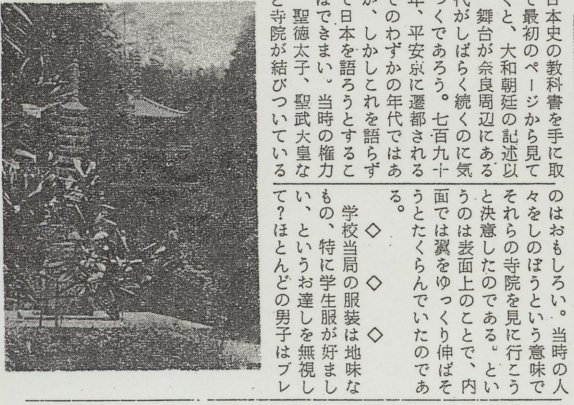 日本史の教科書を手に取
て最初のページから見て
くと、大和朝廷の記述以
舞台が奈良周辺にある
代がしばらく続くのに気
つくであろう。七百九十
年、平安京に遷都される
てのわずかの年代ではあ
が、しかしこれを語らず
て日本を語ろうとするこ
はできまい。当時の権力
聖徳太子、聖武大皇な
と寺院が結びついている
のはおもしろい。当時の人
々をしのぼうという意味で
それらの寺院を見に行こう
と決意したのである。とい
うのは表面上のことで、内
面では翼をゆっくり伸ばそ
うとたくらんでいたのであ
る。
◇　◇　◇
学校当局の服装は地味な
もの、特に学生服が好まし
い、というお達しを無視し
て?ほとんどの男子はブレ